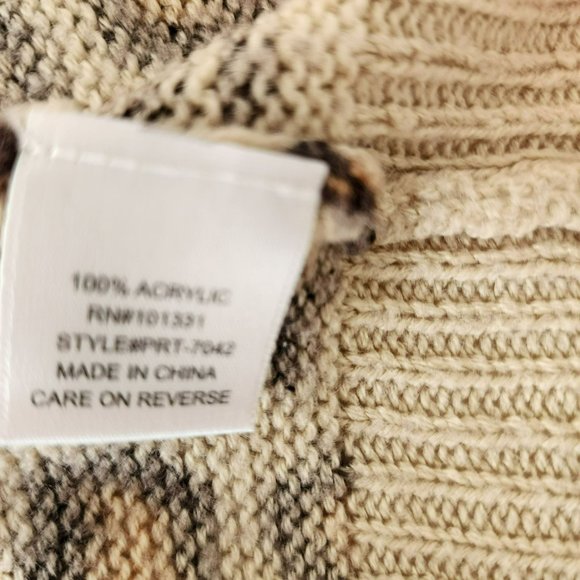 100% ACRYLIC
RN#101331
STYLE#PRT-7042
MADE IN CHINA
CARE ON REVERSE